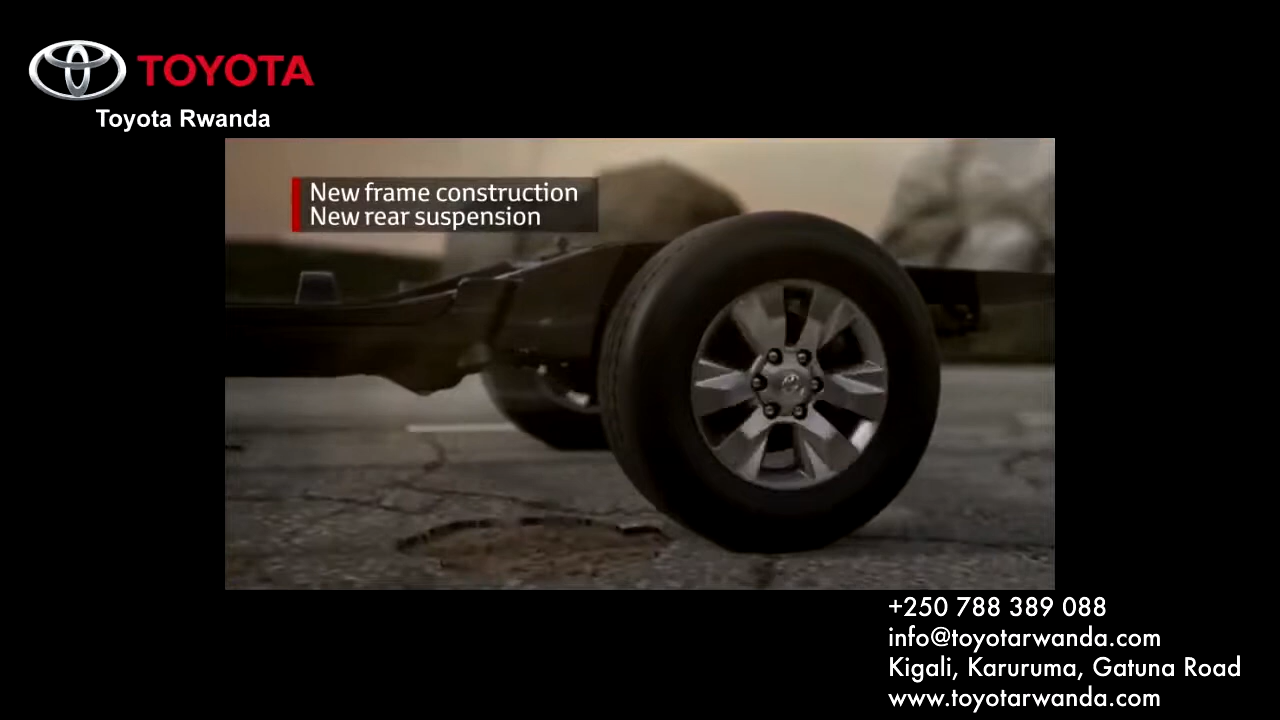 TOYOTA
Toyota Rwanda
New frame construction
New rear suspension
+250 788 389 088
info@toyotarwanda.com
Kigali, Karuruma, Gatuna Road
www.toyotarwanda.com